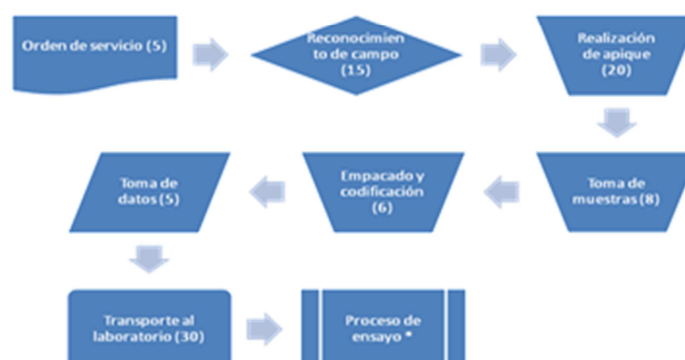 Orden de servicio (5)
Reconocimien
to de campo
(15)
Realización
de apique
(20)
Toma de
muestras (8)
Empacado y
codificación
(6)
Toma de
datos (5)
Transporte al
laboratorio (30)
Proceso de
ensayo *